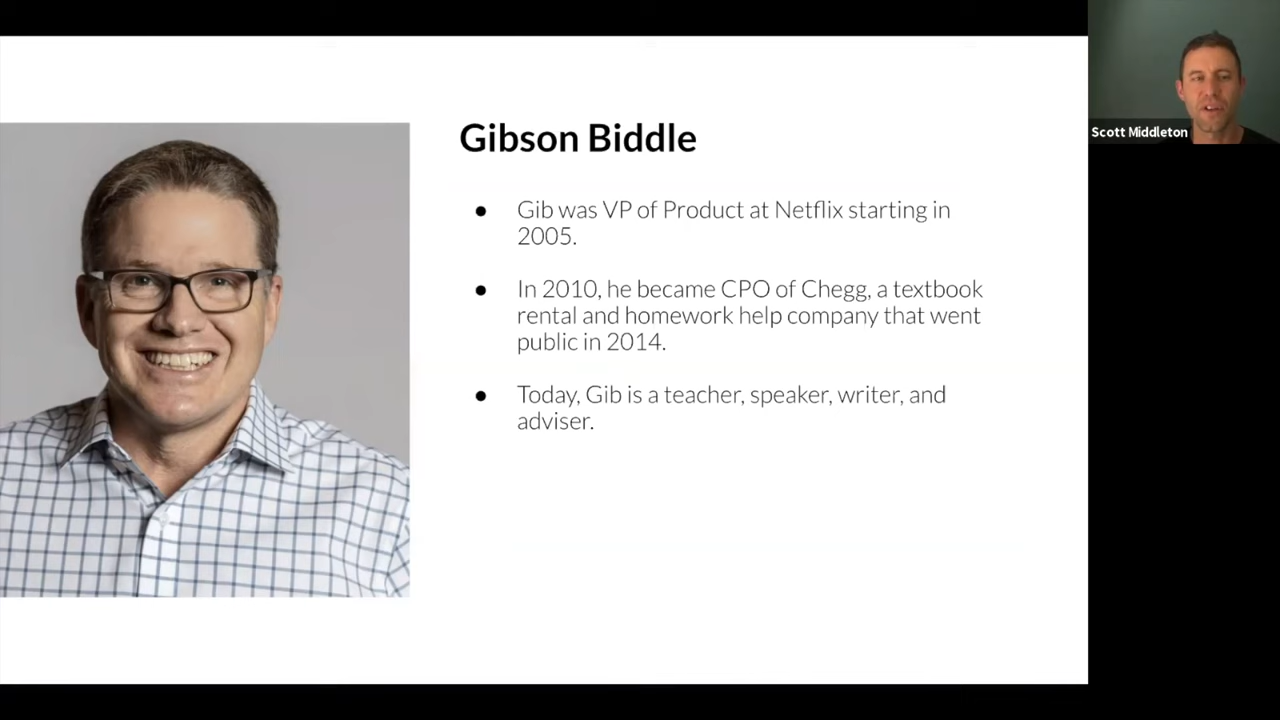 Gibson Biddle
● Gib was VP of Product at Netflix starting in
2005.
● In 2010, he became CPO of Chegg, a textbook
rental and homework help company that went
public in 2014.
● Today, Gib is a teacher, speaker, writer, and
adviser.
Scott Middleton